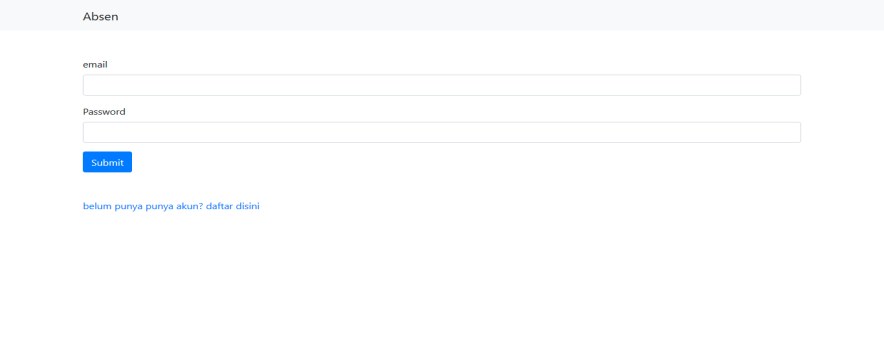 Absen
email
Password
Submit
belum punya punya akun? daftar disini